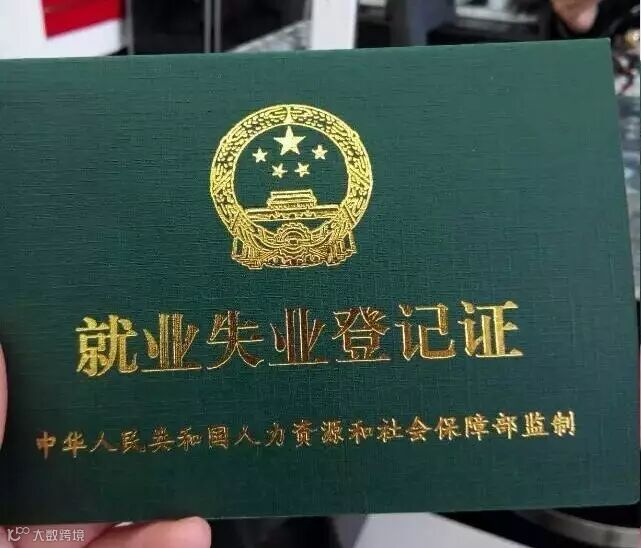 就业失业登记证
中华人民共和国人力资源和社会保障部监制
大数跨境